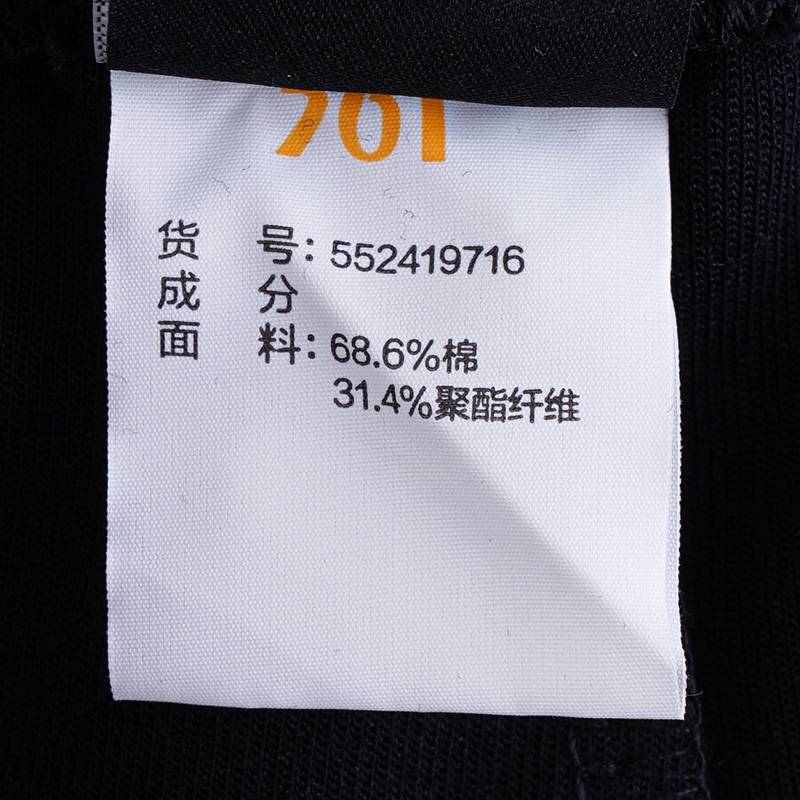 货 号：552419716
成 分
面 料：68.6%棉
31.4%聚酯纤维